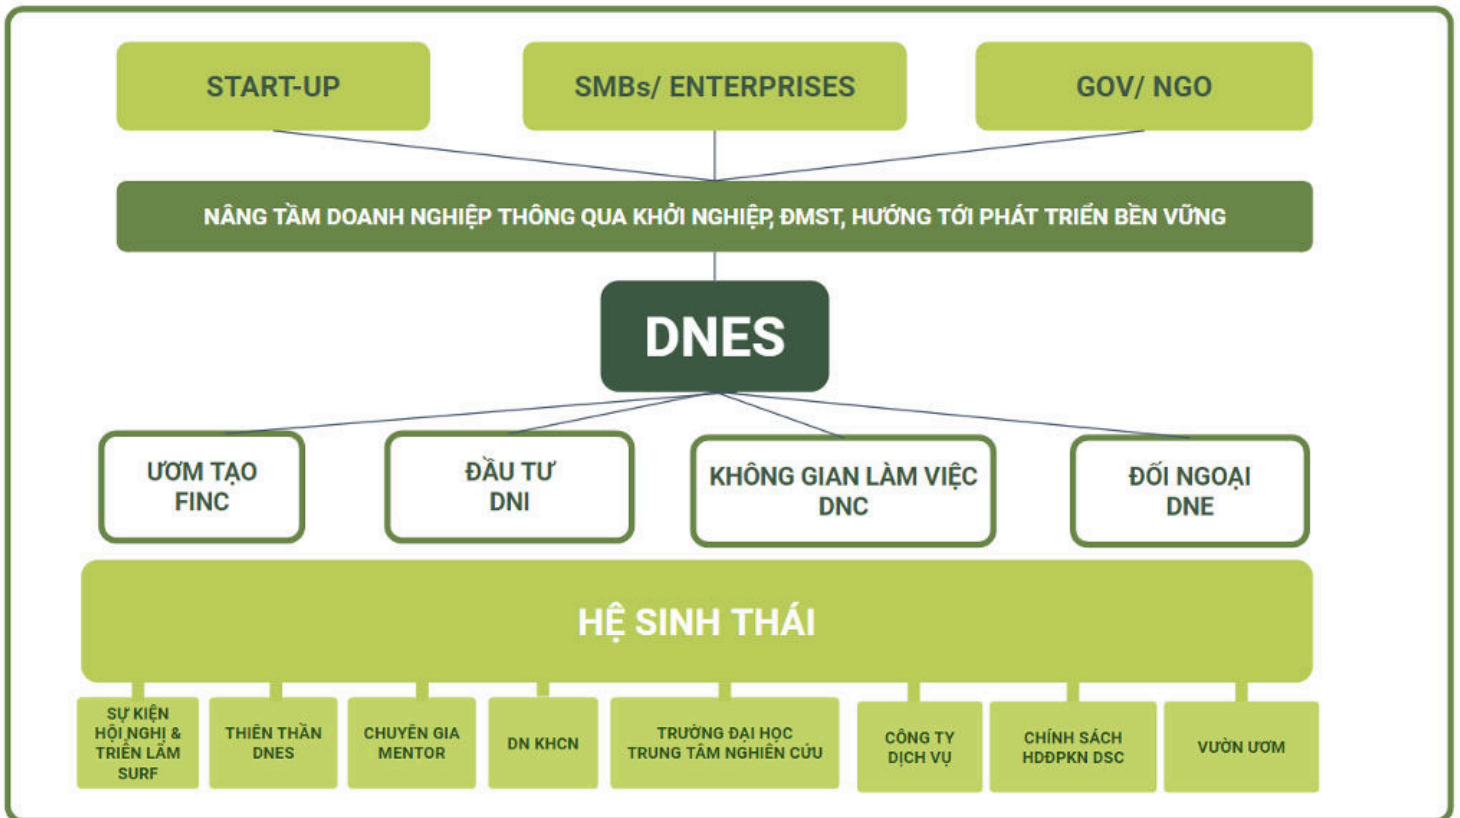 START-UP
SMBs/ ENTERPRISES
GOV/ NGO
NÂNG TẦM DOANH NGHIỆP THÔNG QUA KHỞI NGHIỆP, ĐMST, HƯỚNG TỚI PHÁT TRIỂN BỀN VỮNG
DNES
ƯƠM TẠO
FINC
ĐẦU TƯ
DNI
KHÔNG GIAN LÀM VIỆC
DNC
ĐỐI NGOẠI
DNE
HỆ SINH THÁI
SỰ KIỆN
HỘI NGHỊ &
TRIỄN LÃM
SURF
THIÊN THẦN
DNES
CHUYÊN GIA
MENTOR
DN KHCN
TRƯỜNG ĐẠI HỌC
TRUNG TÂM NGHIÊN CỨU
CÔNG TY
DỊCH VỤ
CHÍNH SÁCH
HDĐPKN DSC
VƯỜN ƯƠM